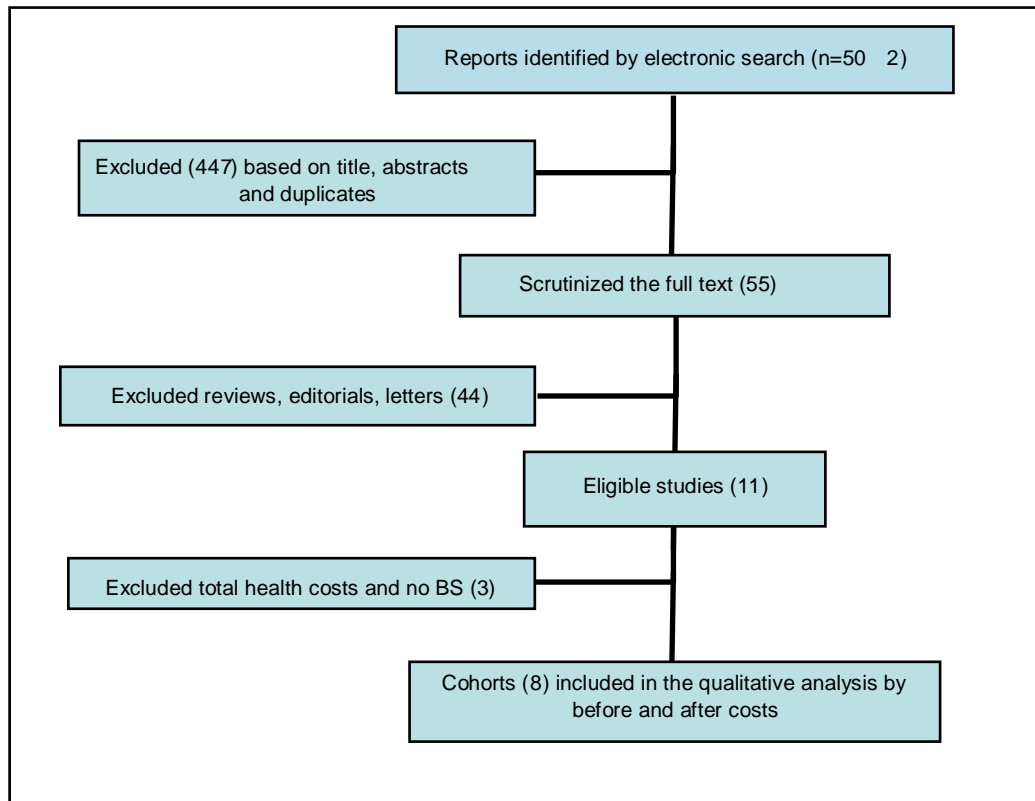 Reports identified by electronic search (n=50 2)
Excluded (447) based on title, abstracts
and duplicates
Scrutinized the full text (55)
Excluded reviews, editorials, letters (44)
Eligible studies (11)
Excluded total health costs and no BS (3)
Cohorts (8) included in the qualitative analysis by
before and after costs